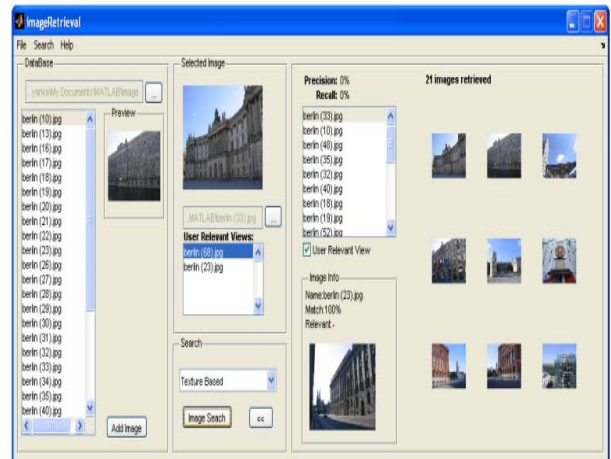 imageRetrieval
File Search Help
DataBase
...yanka\My Documents\MATLAB\image
...
berlin (10).jpg
berlin (13).jpg
berlin (16).jpg
berlin (17).jpg
berlin (18).jpg
berlin (19).jpg
berlin (20).jpg
berlin (21).jpg
berlin (22).jpg
berlin (23).jpg
berlin (26).jpg
berlin (27).jpg
berlin (28).jpg
berlin (29).jpg
berlin (30).jpg
berlin (31).jpg
berlin (32).jpg
berlin (33).jpg
berlin (34).jpg
berlin (35).jpg
berlin (40).jpg
Preview
Add Image
Selected Image
...MATLAB\berlin (33).jpg
...
User Relevant Views:
berlin (68).jpg
berlin (23).jpg
Search
Texture Based
Image Seach
<<
Precision: 0%
Recall: 0%
berlin (33).jpg
berlin (10).jpg
berlin (48).jpg
berlin (35).jpg
berlin (32).jpg
berlin (40).jpg
berlin (18).jpg
berlin (19).jpg
berlin (52).jpg
User Relevant View
Image Info
Name:berlin (23).jpg
Match:100%
Relevant:-
21 images retrieved